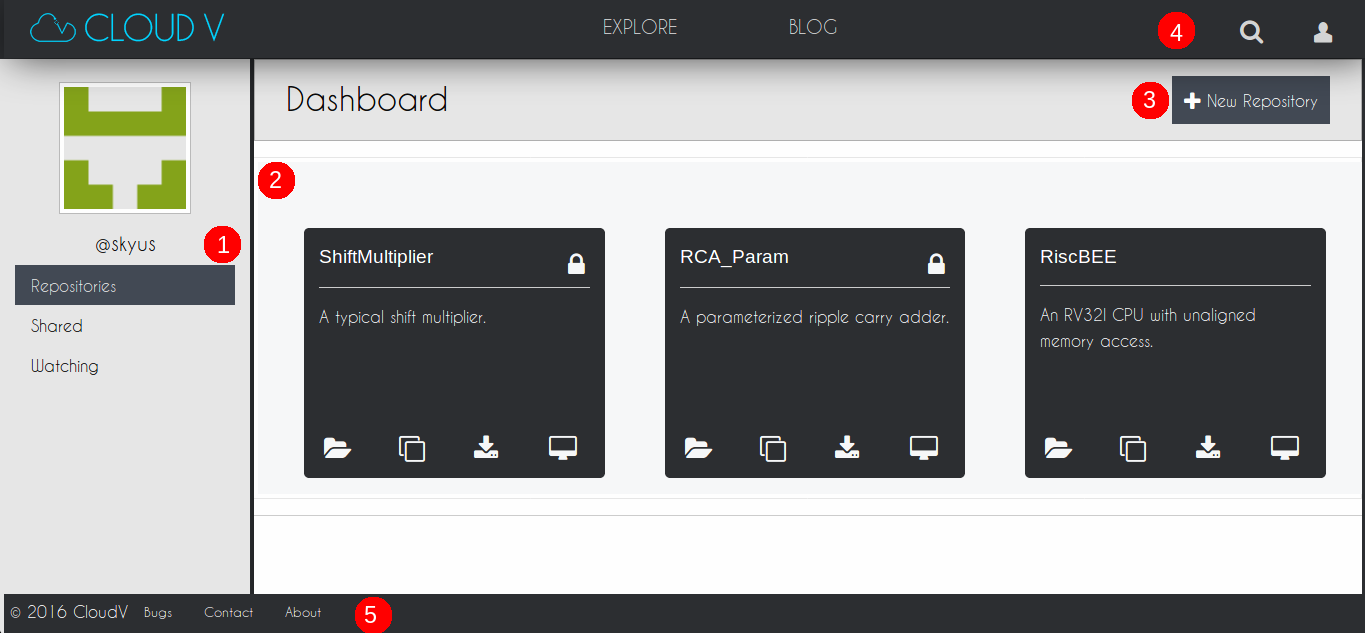 CLOUD V
EXPLORE
BLOG
4
Dashboard
3
New Repository
2
@skyus
1
Repositories
Shared
Watching
ShiftMultiplier
A typical shift multiplier.
RCA_Param
A parameterized ripple carry adder.
RiscBEE
An RV32I CPU with unaligned
memory access.
© 2016 CloudV
Bugs
Contact
About
5